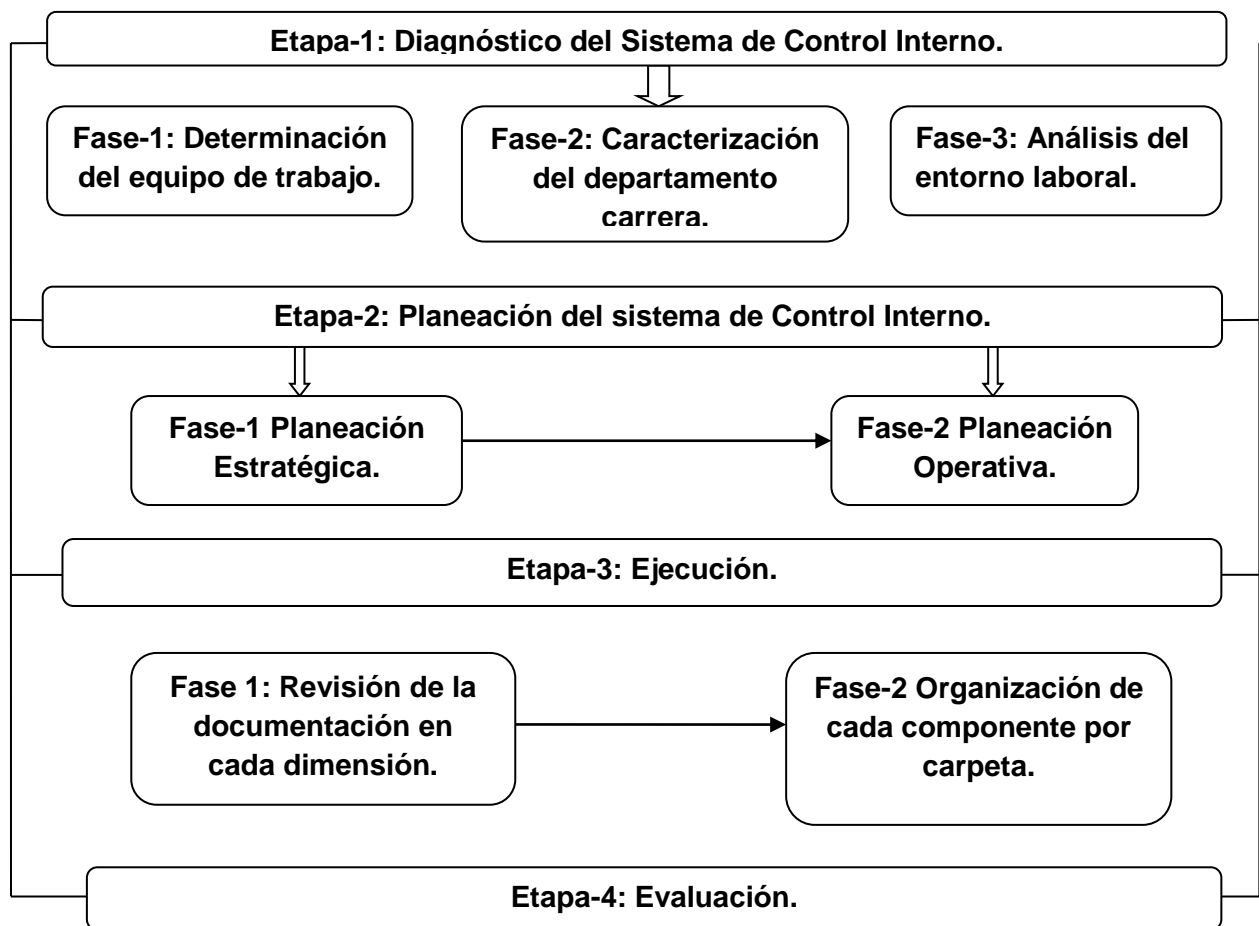 Etapa-1: Diagnóstico del Sistema de Control Interno.
Fase-1: Determinación
del equipo de trabajo.
Fase-2: Caracterización
del departamento
carrera.
Fase-3: Análisis del
entorno laboral.
Etapa-2: Planeación del sistema de Control Interno.
Fase-1 Planeación
Estratégica.
Fase-2 Planeación
Operativa.
Etapa-3: Ejecución.
Fase 1: Revisión de la
documentación en
cada dimensión.
Fase-2 Organización de
cada componente por
carpeta.
Etapa-4: Evaluación.